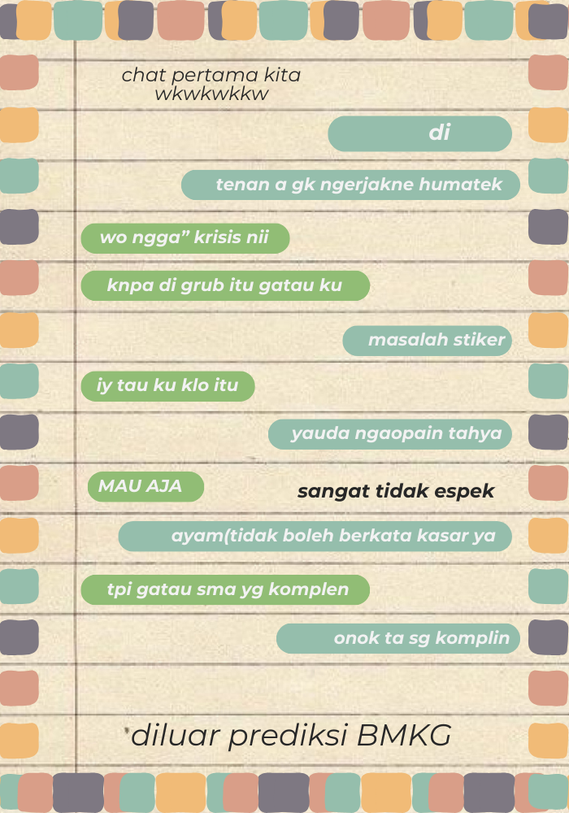 chat pertama kita
wkwkwkkw
di
tenan a gk ngerjakne humatek
wo ngga” krisis nii
knpa di grub itu gatau ku
masalah stiker
iy tau ku klo itu
yauda ngaopain tahya
MAU AJA
sangat tidak espek
ayam(tidak boleh berkata kasar ya
tpi gatau sma yg komplen
onok ta sg komplin
*diluar prediksi BMKG